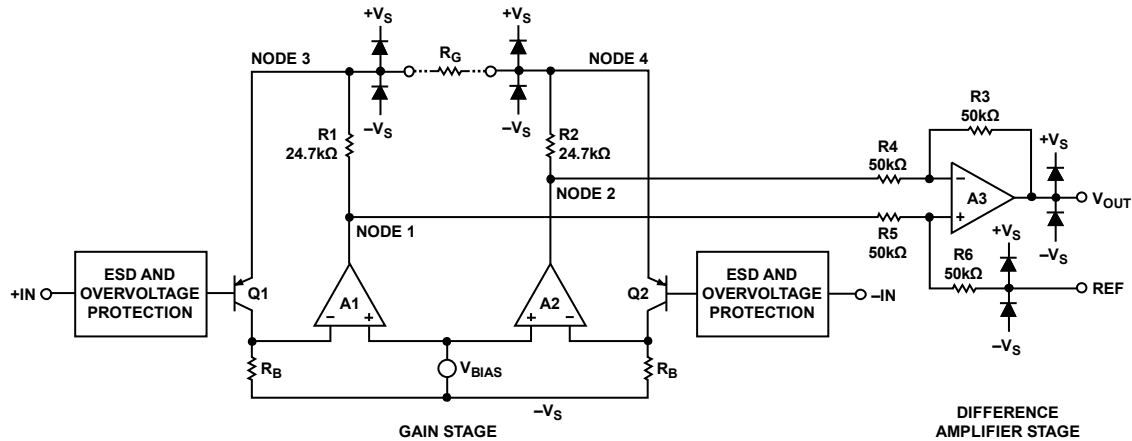 +VS
+VS
NODE 3
RG
NODE 4
–VS
–VS
R1
24.7kΩ
R2
24.7kΩ
R3
50kΩ
R4
50kΩ
+VS
NODE 2
–
A3
+
VOUT
NODE 1
R5
50kΩ
+VS
–VS
R6
50kΩ
REF
–VS
+IN
ESD AND
OVERVOLTAGE
PROTECTION
Q1
A1
–
+
A2
+
–
Q2
ESD AND
OVERVOLTAGE
PROTECTION
–IN
RB
VBIAS
RB
–VS
GAIN STAGE
DIFFERENCE
AMPLIFIER STAGE